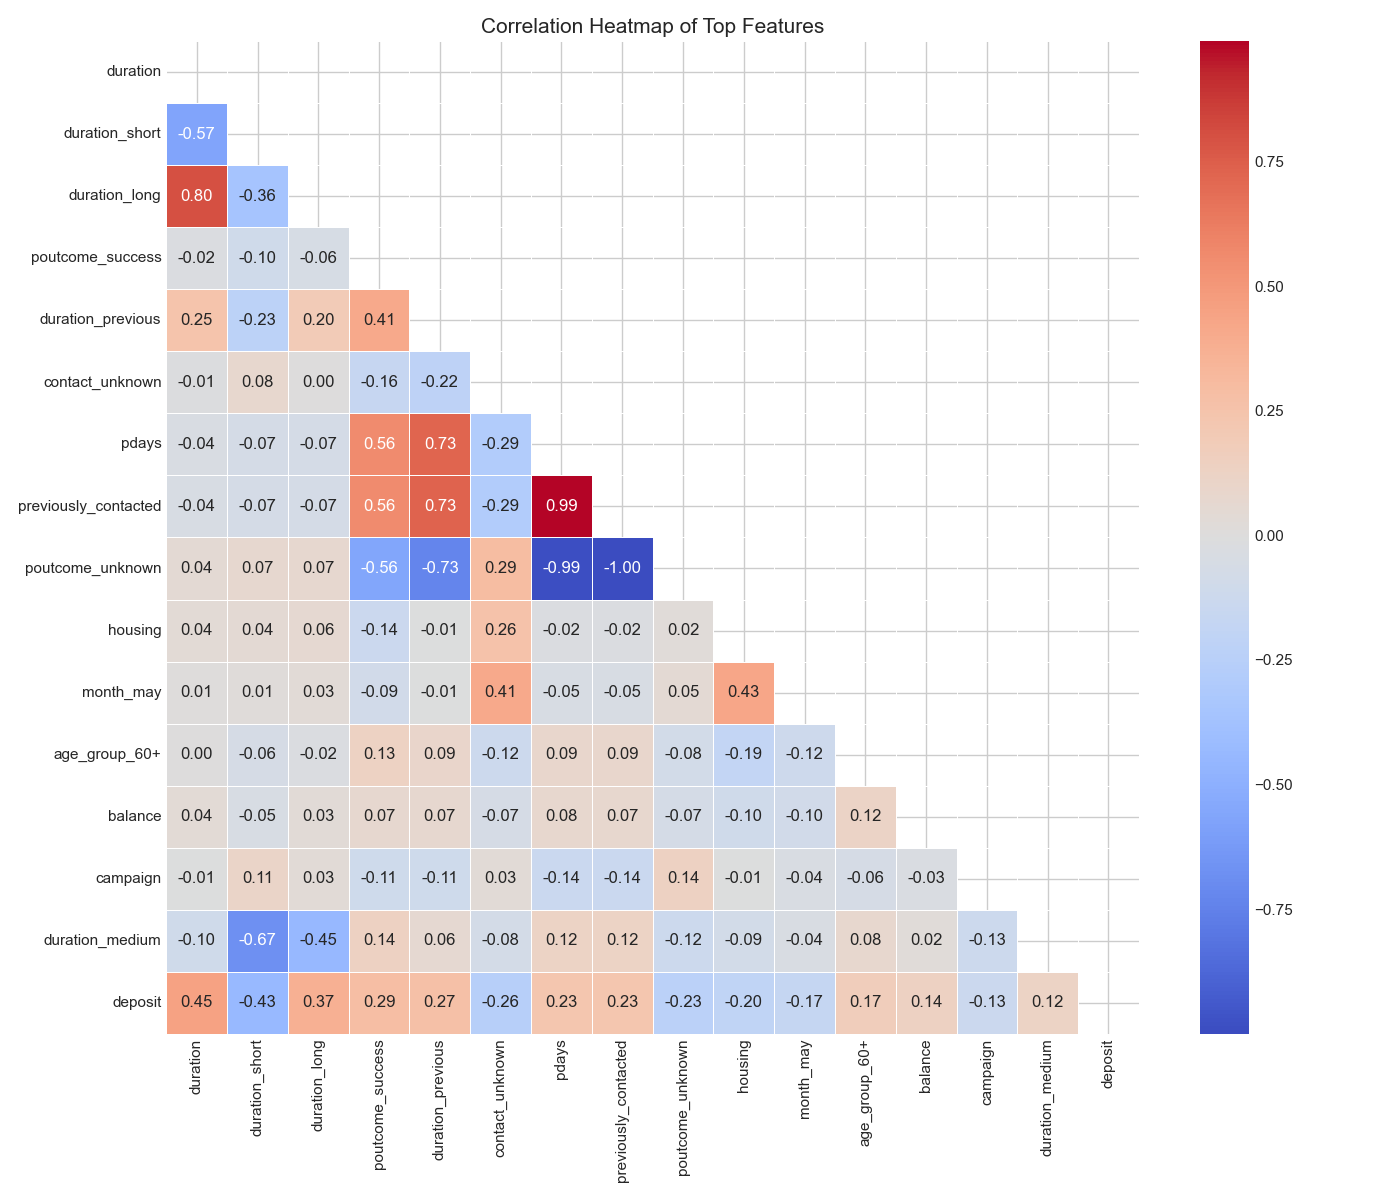 Correlation Heatmap of Top Features
duration
duration_short -0.57
duration_long 0.80 -0.36
poutcome_success -0.02 -0.10 -0.06
duration_previous 0.25 -0.23 0.20 0.41
contact_unknown -0.01 0.08 0.00 -0.16 -0.22
pdays -0.04 -0.07 -0.07 0.56 0.73 -0.29
previously_contacted -0.04 -0.07 -0.07 0.56 0.73 -0.29 0.99
poutcome_unknown 0.04 0.07 0.07 -0.56 -0.73 0.29 -0.99 -1.00
housing 0.04 0.04 0.06 -0.14 -0.01 0.26 -0.02 -0.02 0.02
month_may 0.01 0.01 0.03 -0.09 -0.01 0.41 -0.05 -0.05 0.05 0.43
age_group_60+ 0.00 -0.06 -0.02 0.13 0.09 -0.12 0.09 0.09 -0.08 -0.19 -0.12
balance 0.04 -0.05 0.03 0.07 0.07 -0.07 0.08 0.07 -0.07 -0.10 -0.10 0.12
campaign -0.01 0.11 0.03 -0.11 -0.11 0.03 -0.14 -0.14 0.14 -0.01 -0.04 -0.06 -0.03
duration_medium -0.10 -0.67 -0.45 0.14 0.06 -0.08 0.12 0.12 -0.12 -0.09 -0.04 0.08 0.02 -0.13
deposit 0.45 -0.43 0.37 0.29 0.27 -0.26 0.23 0.23 -0.23 -0.20 -0.17 0.17 0.14 -0.13 0.12
duration
duration_short
duration_long
poutcome_success
duration_previous
contact_unknown
pdays
previously_contacted
poutcome_unknown
housing
month_may
age_group_60+
balance
campaign
duration_medium
deposit
0.75
0.50
0.25
0.00
−0.25
−0.50
−0.75